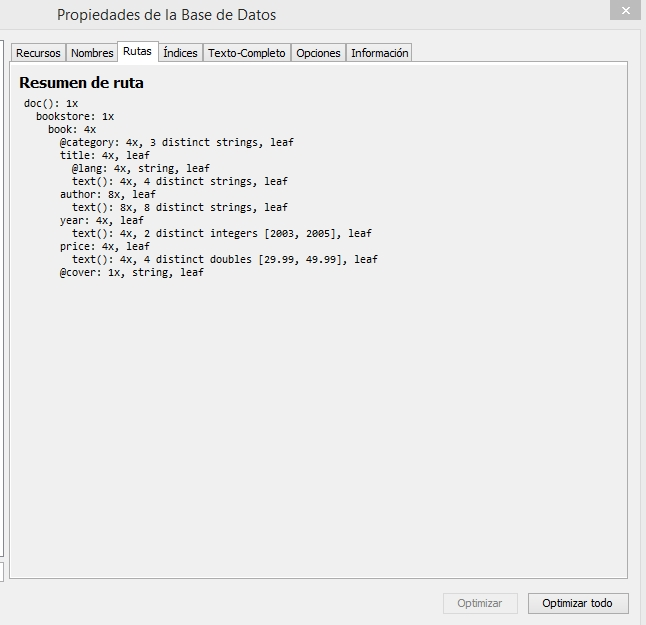 Propiedades de la Base de Datos
Recursos Nombres Rutas Índices Texto-Completo Opciones Información
Resumen de ruta
doc(): 1x
bookstore: 1x
book: 4x
@category: 4x, 3 distinct strings, leaf
title: 4x, leaf
@lang: 4x, string, leaf
text(): 4x, 4 distinct strings, leaf
author: 8x, leaf
text(): 8x, 8 distinct strings, leaf
year: 4x, leaf
text(): 4x, 2 distinct integers [2003, 2005], leaf
price: 4x, leaf
text(): 4x, 4 distinct doubles [29.99, 49.99], leaf
@cover: 1x, string, leaf
Optimizar Optimizar todo